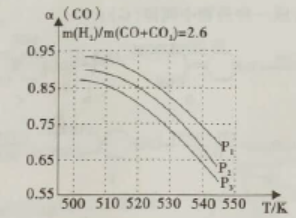 α (CO)
m(H₂)/m(CO+CO₂)=2.6
0.95
0.85
0.75
0.65
0.55
P₁
P₂
P₃
500 510 520 530 540 550 T/K